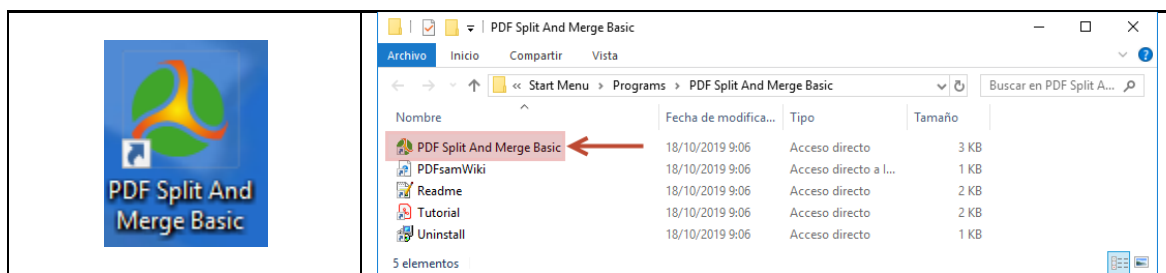 PDF Split And
Merge Basic
PDF Split And Merge Basic
Archivo Inicio Compartir Vista
« Start Menu > Programs > PDF Split And Merge Basic
Buscar en PDF Split A...
Nombre Fecha de modifica... Tipo Tamaño
PDF Split And Merge Basic 18/10/2019 9:06 Acceso directo 3 KB
PDFsamWiki 18/10/2019 9:06 Acceso directo a l... 1 KB
Readme 18/10/2019 9:06 Acceso directo 2 KB
Tutorial 18/10/2019 9:06 Acceso directo 2 KB
Uninstall 18/10/2019 9:06 Acceso directo 1 KB
5 elementos